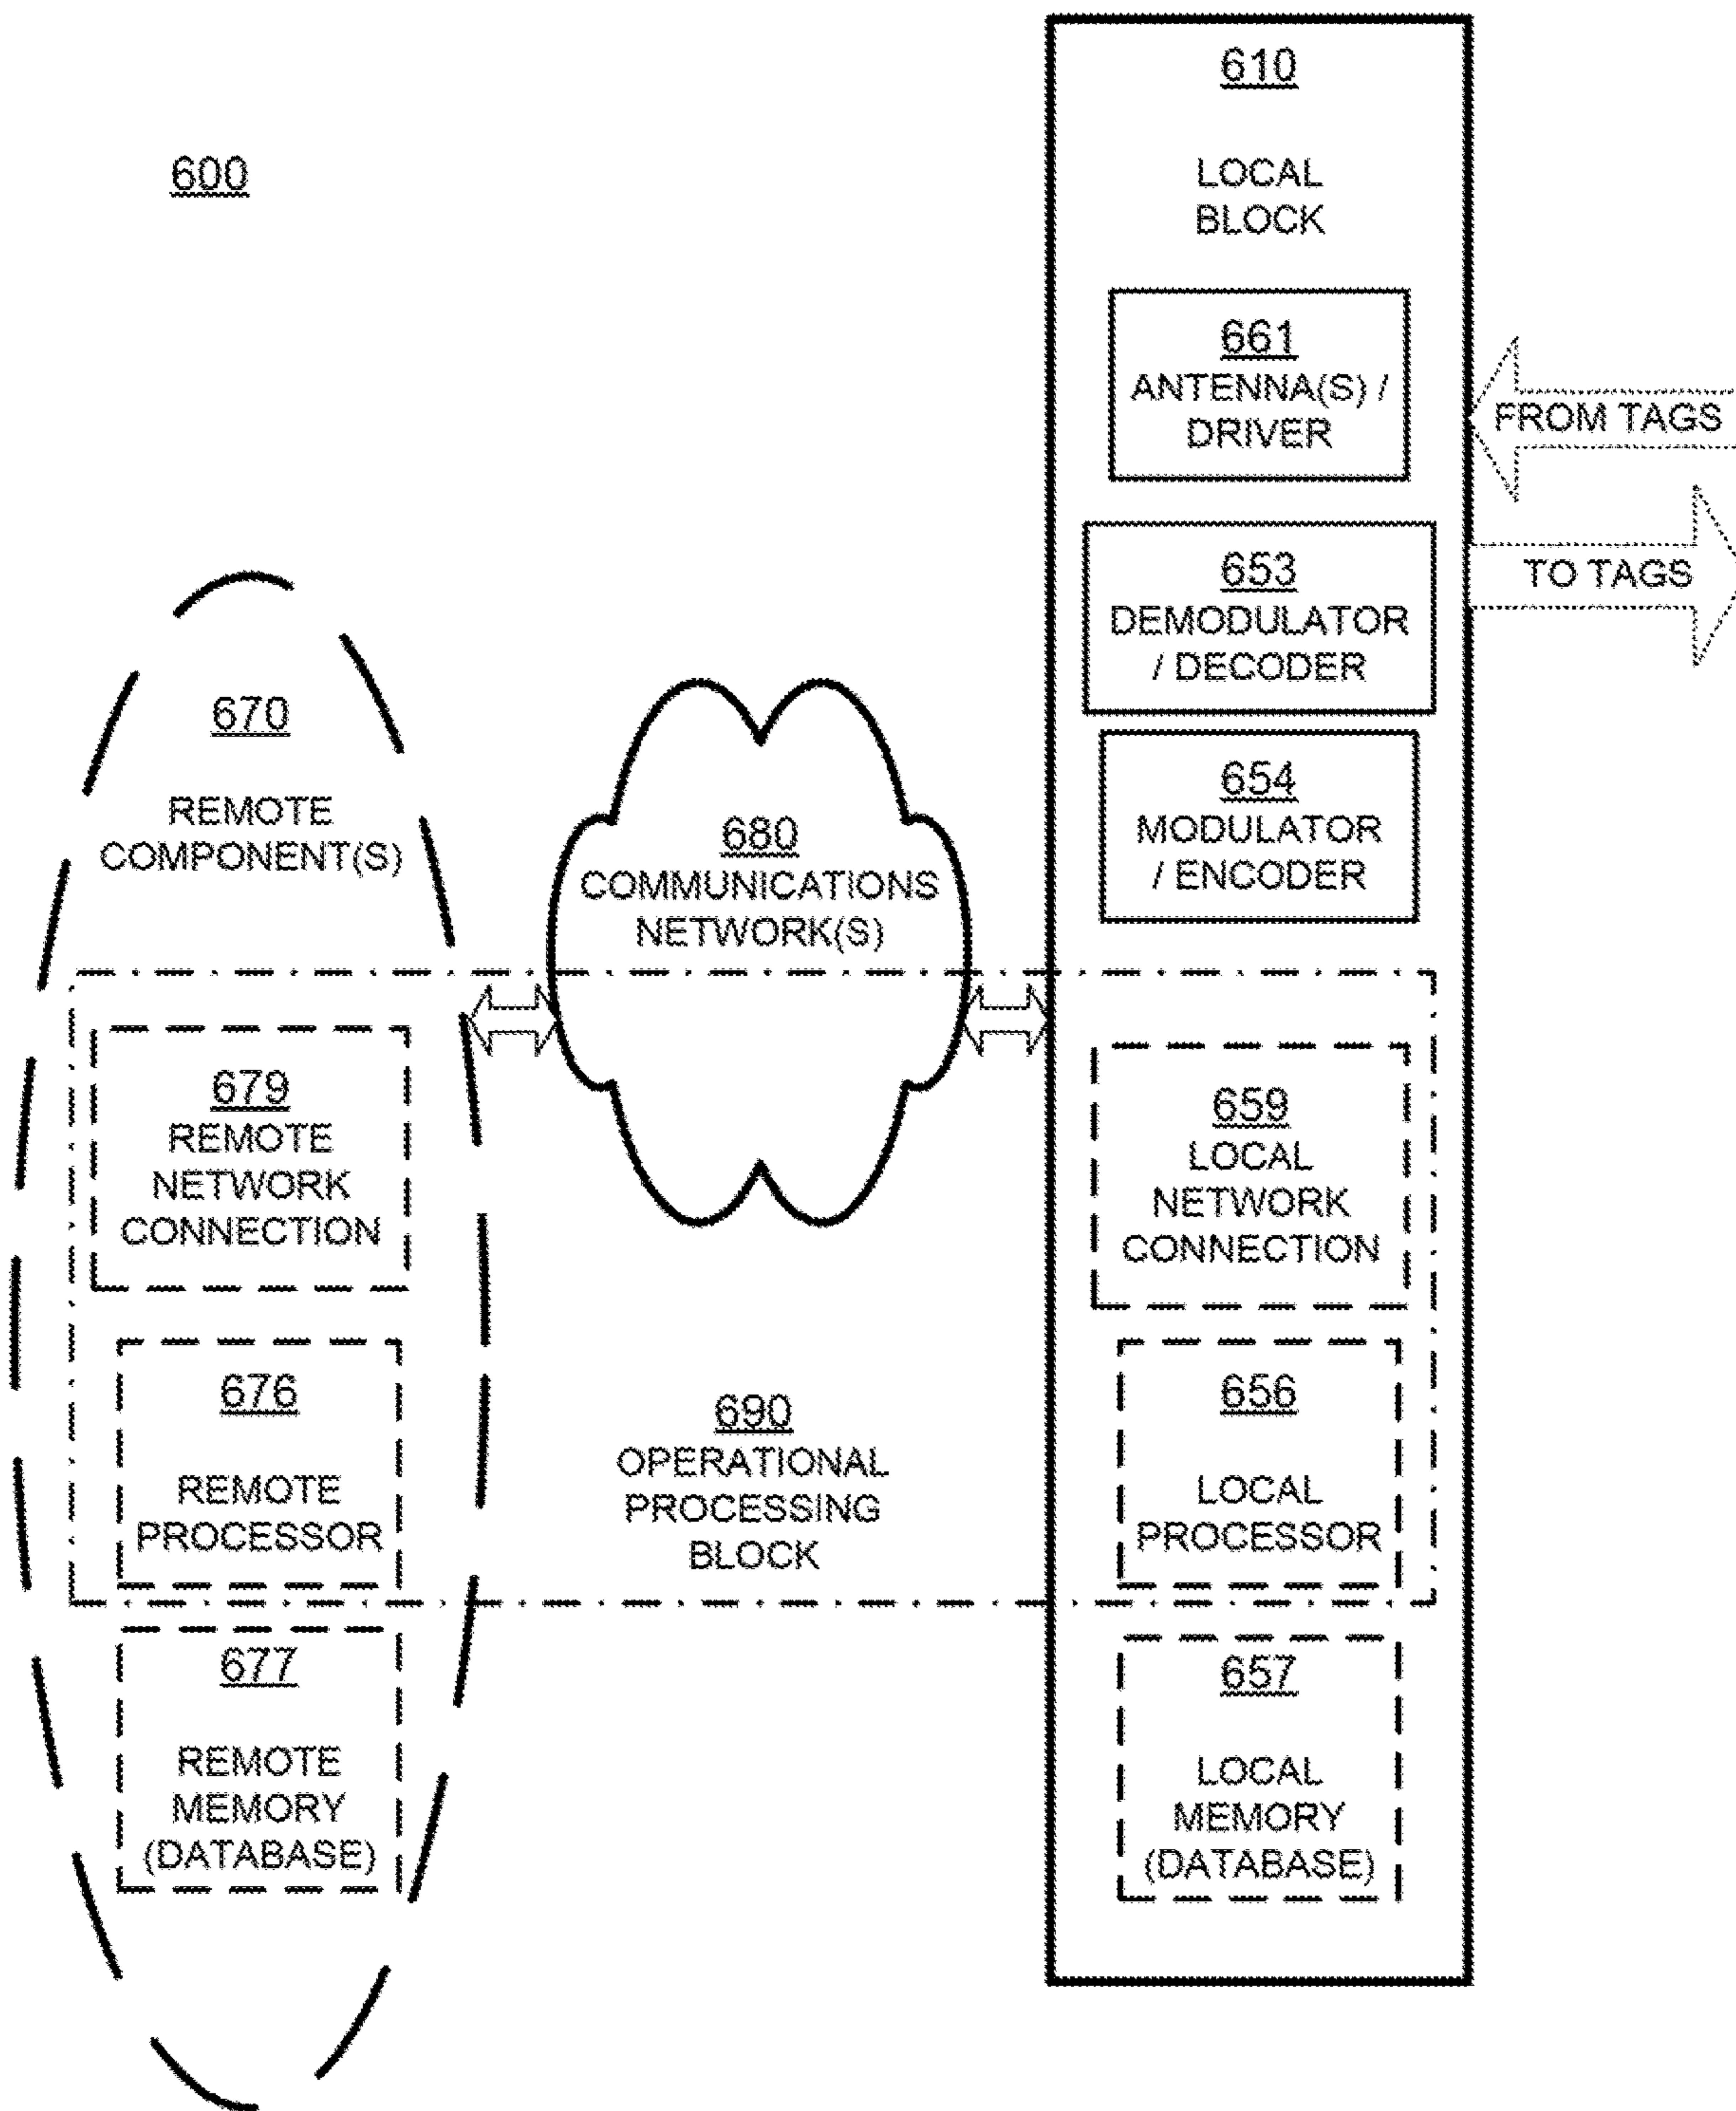 600
610
LOCAL
BLOCK
661
ANTENNA(S) /
DRIVER
FROM TAGS
TO TAGS
653
DEMODULATOR
/ DECODER
654
MODULATOR
/ ENCODER
670
REMOTE
COMPONENT(S)
680
COMMUNICATIONS
NETWORK(S)
679
REMOTE
NETWORK
CONNECTION
659
LOCAL
NETWORK
CONNECTION
676
REMOTE
PROCESSOR
690
OPERATIONAL
PROCESSING
BLOCK
656
LOCAL
PROCESSOR
677
REMOTE
MEMORY
(DATABASE)
657
LOCAL
MEMORY
(DATABASE)